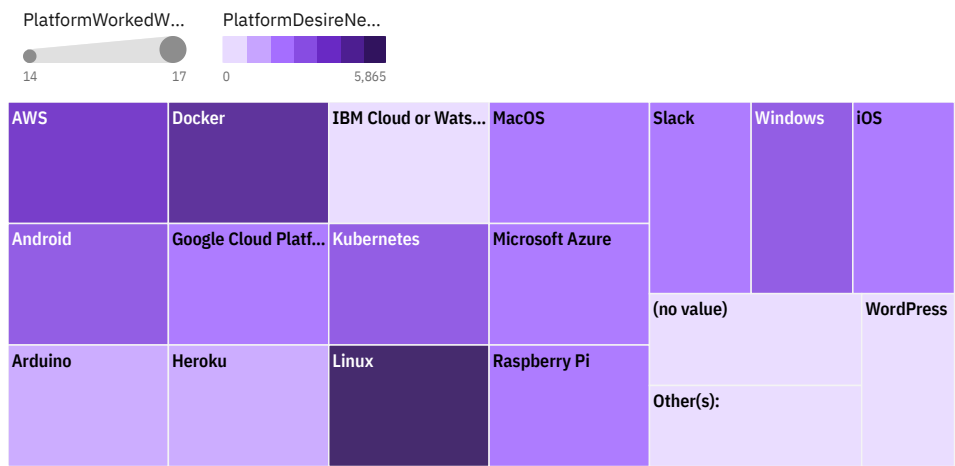 PlatformWorkedW... PlatformDesireNe...
14 17 0 5,865
AWS Docker IBM Cloud or Wats... MacOS Slack Windows iOS
Android Google Cloud Platf... Kubernetes Microsoft Azure
(no value) WordPress
Arduino Heroku Linux Raspberry Pi
Other(s):